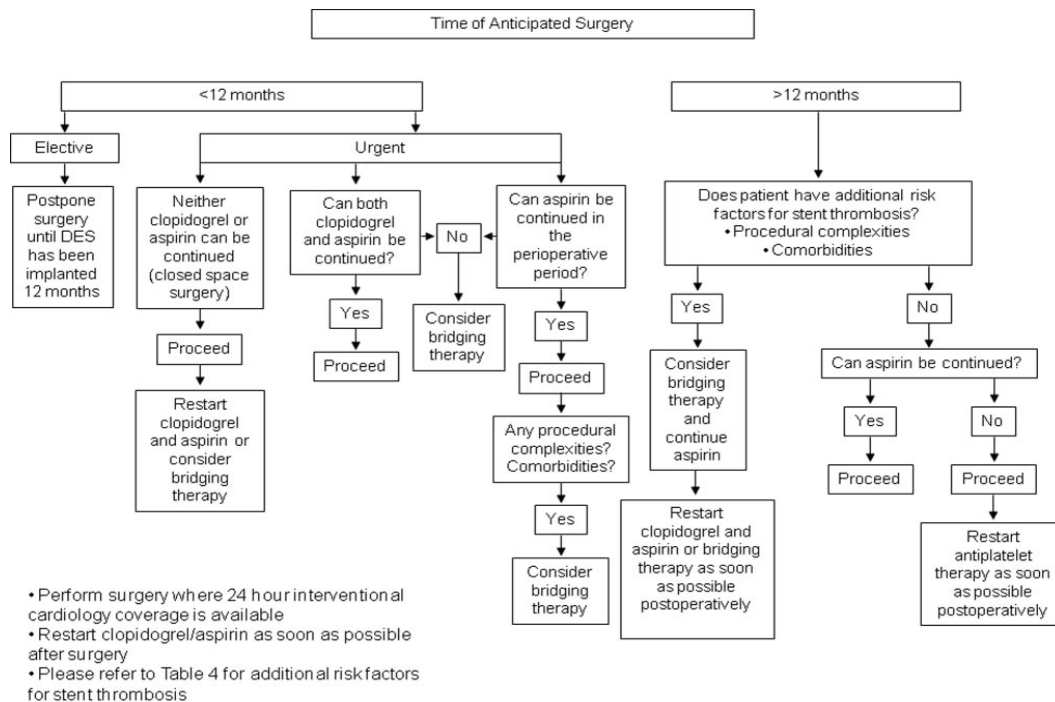 Time of Anticipated Surgery
<12 months
>12 months
Elective
Urgent
Postpone
surgery
until DES
has been
implanted
12 months
Neither
clopidogrel or
aspirin can be
continued
(closed space
surgery)
Proceed
Restart
clopidogrel
and aspirin or
consider
bridging
therapy
Can both
clopidogrel
and aspirin be
continued?
Yes
Proceed
No
Consider
bridging
therapy
Can aspirin be
continued in
the
perioperative
period?
Yes
Proceed
Any procedural
complexities?
Comorbidities?
Yes
Consider
bridging
therapy
Does patient have additional risk
factors for stent thrombosis?
• Procedural complexities
• Comorbidities
Yes
Consider
bridging
therapy
and
continue
aspirin
Restart
clopidogrel and
aspirin or bridging
therapy as soon
as possible
postoperatively
No
Can aspirin be continued?
Yes
Proceed
No
Proceed
Restart
antiplatelet
therapy as soon
as possible
postoperatively
• Perform surgery where 24 hour interventional
cardiology coverage is available
• Restart clopidogrel/aspirin as soon as possible
after surgery
• Please refer to Table 4 for additional risk factors
for stent thrombosis